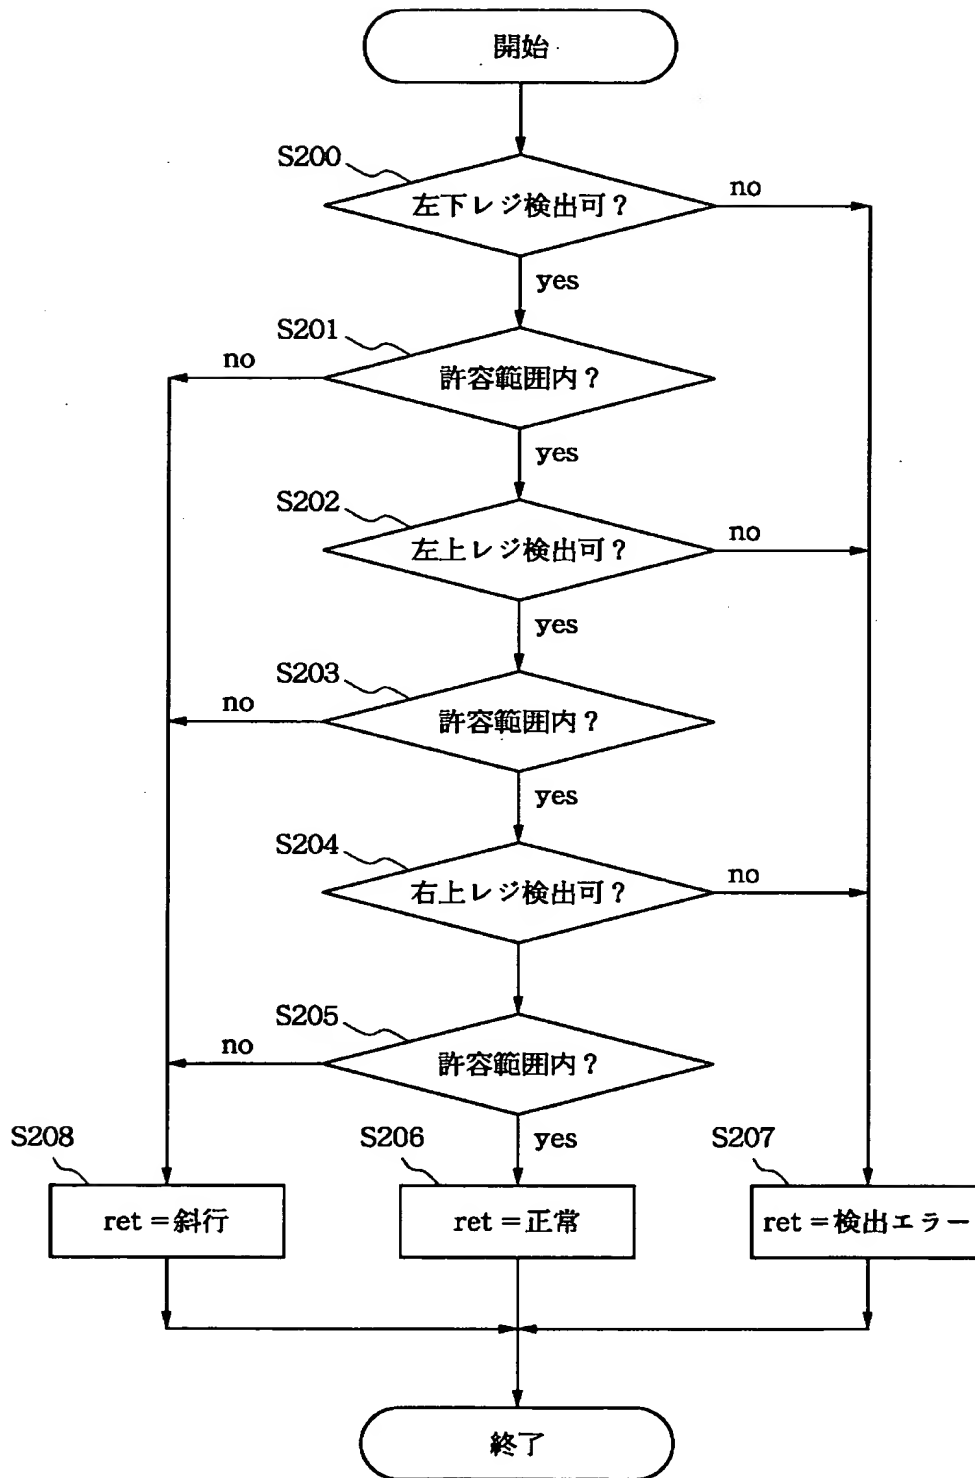 開始
S200
左下レジ検出可？
no
yes
S201
no
許容範囲内？
yes
S202
左上レジ検出可？
no
yes
S203
no
許容範囲内？
yes
S204
右上レジ検出可？
no
S205
no
許容範囲内？
yes
S208
S206
S207
ret＝斜行
ret＝正常
ret＝検出エラー
終了